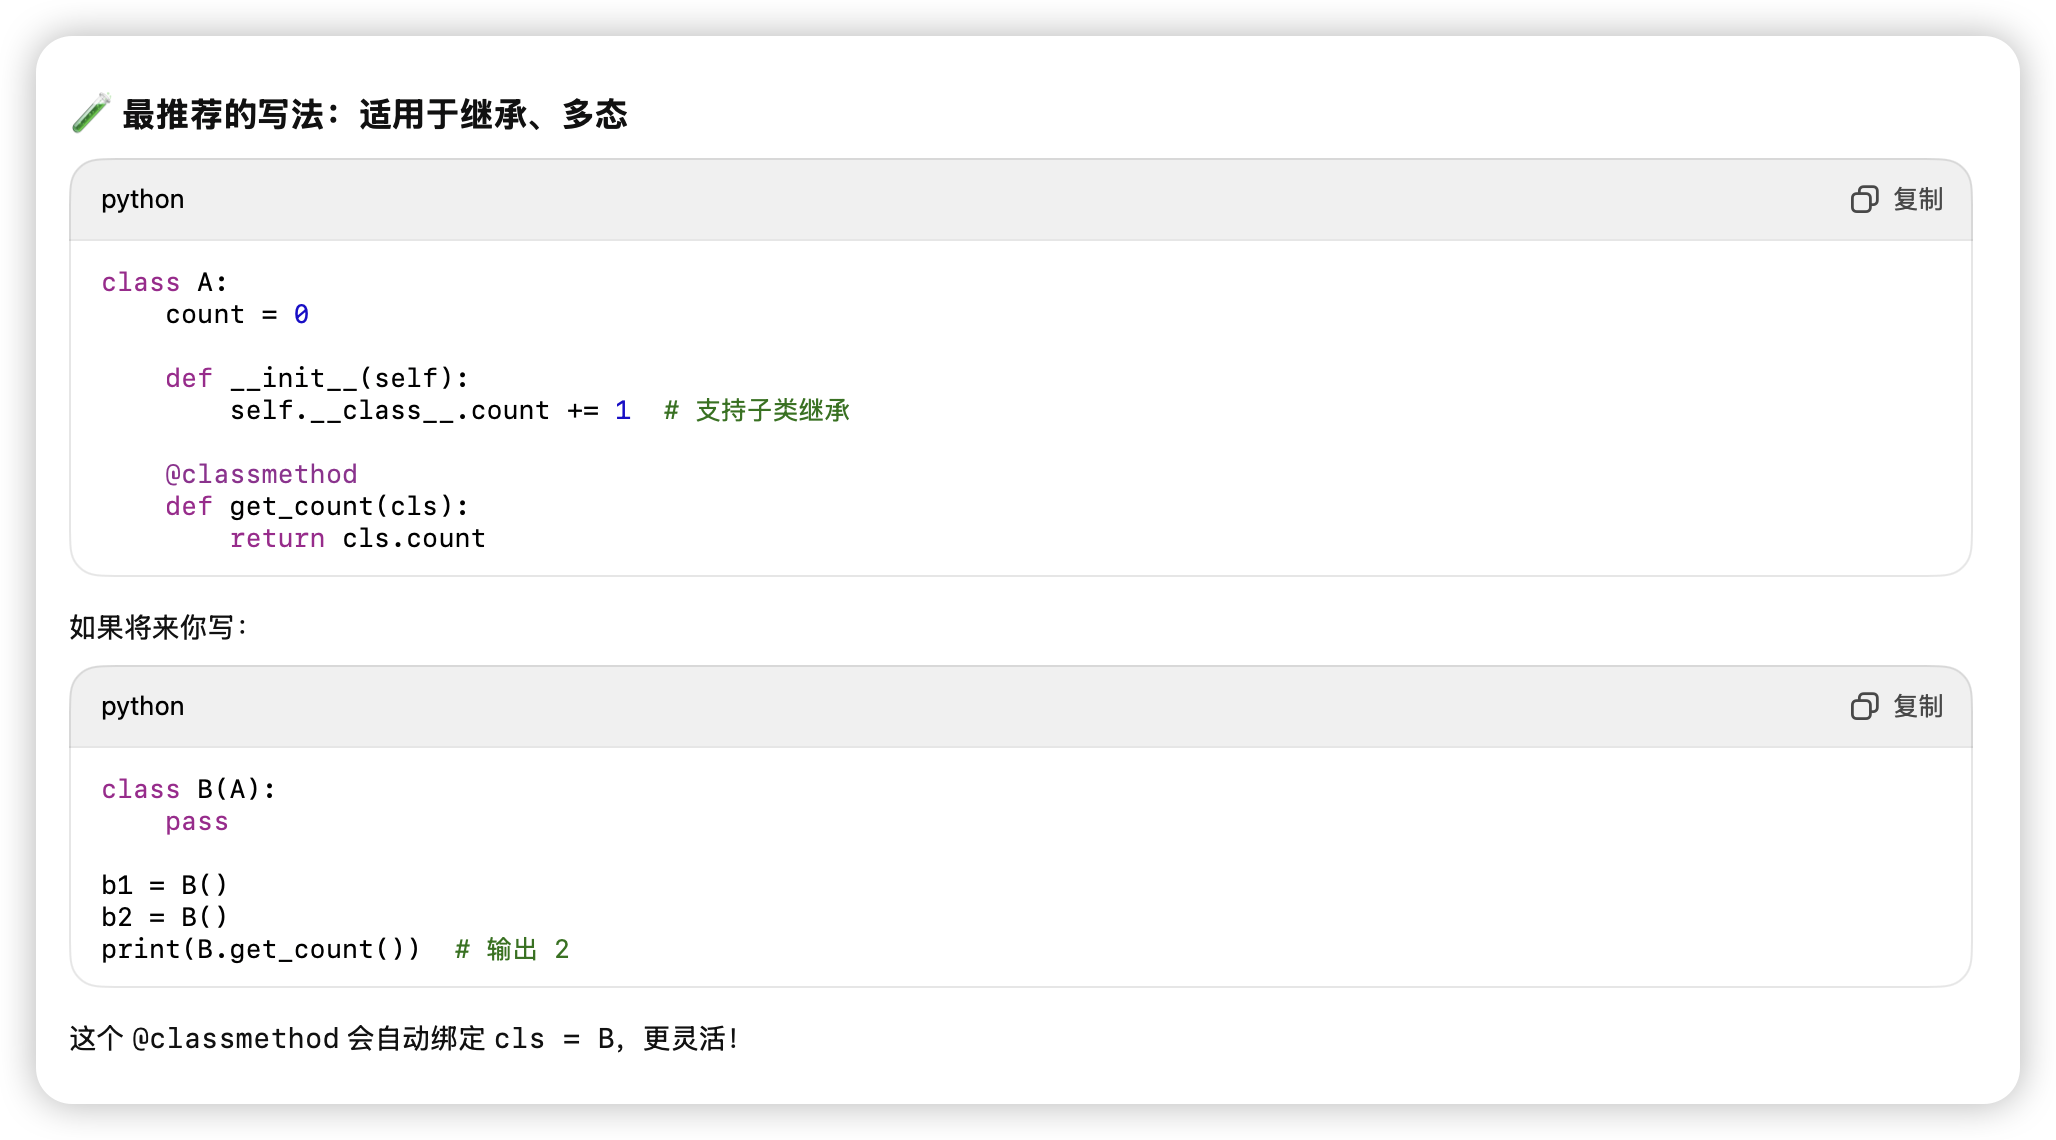 🧪 最推荐的写法：适用于继承、多态
python 复制
class A:
    count = 0
    def __init__(self):
        self.__class__.count += 1  # 支持子类继承
    @classmethod
    def get_count(cls):
        return cls.count
如果将来你写：
python 复制
class B(A):
    pass
b1 = B()
b2 = B()
print(B.get_count())  # 输出 2
这个 @classmethod 会自动绑定 cls = B，更灵活！